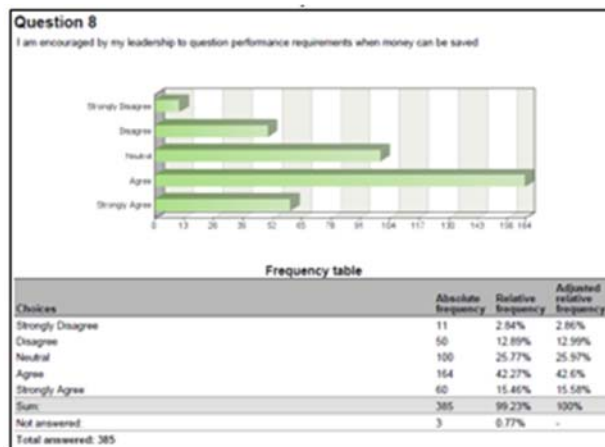 Question 8
I am encouraged by my leadership to question performance requirements when money can be saved
Strongly Disagree
Disagree
Neutral
Agree
Strongly Agree
0 13 26 39 52 65 78 91 104 117 130 143 156 164
Frequency table
Choices Absolute frequency Relative frequency Adjusted relative frequency
Strongly Disagree 11 2.84% 2.86%
Disagree 50 12.89% 12.99%
Neutral 100 25.77% 25.97%
Agree 164 42.27% 42.6%
Strongly Agree 60 15.46% 15.58%
Sum: 385 99.23% 100%
Not answered: 3 0.77% -
Total answered: 385